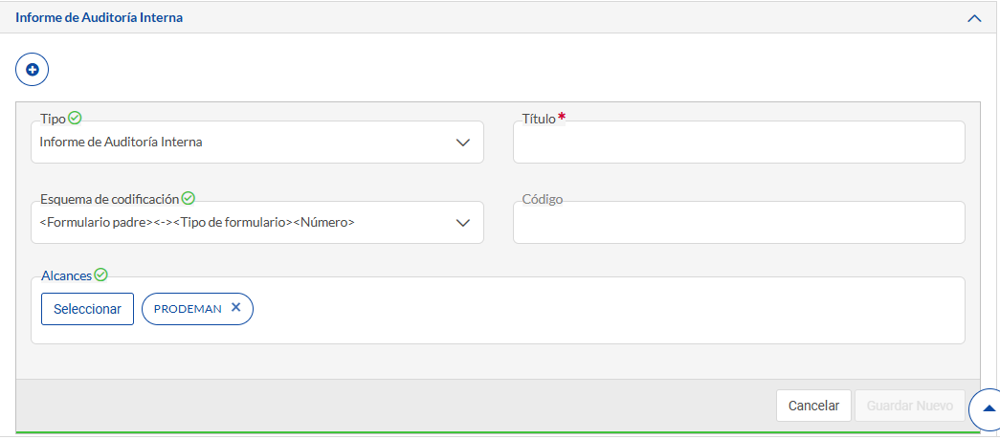 Informe de Auditoría Interna
Tipo
Título *
Informe de Auditoría Interna
Esquema de codificación
Código
<Formulario padre><-><Tipo de formulario><Número>
Alcances
Seleccionar
PRODEMAN
Cancelar
Guardar Nuevo